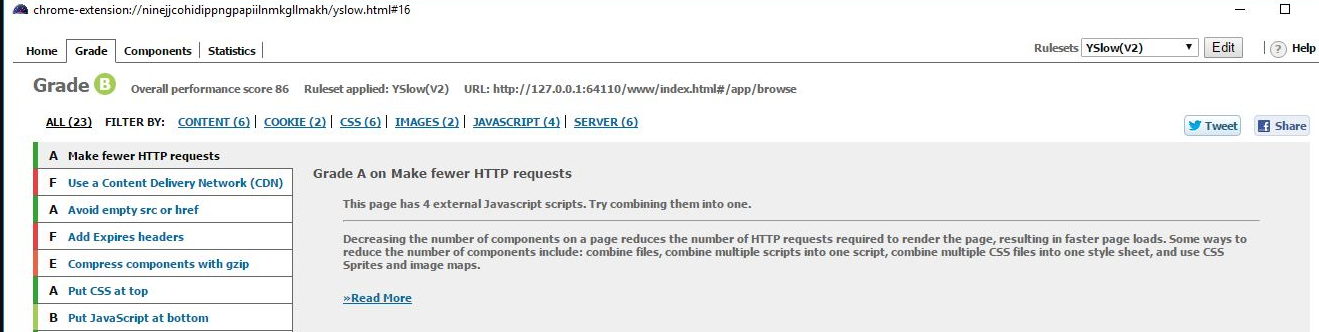 chrome-extension://ninejjcohidippngpapiilnmkgllmakh/yslow.html#16
Home Grade Components Statistics Rulesets YSlow(V2) Edit ? Help
Grade B Overall performance score 86 Ruleset applied: YSlow(V2) URL: http://127.0.0.1:64110/www/index.html#/app/browse
ALL (23) FILTER BY: CONTENT (6) COOKIE (2) CSS (6) IMAGES (2) JAVASCRIPT (4) SERVER (6) Tweet Share
A Make fewer HTTP requests
F Use a Content Delivery Network (CDN)
A Avoid empty src or href
F Add Expires headers
E Compress components with gzip
A Put CSS at top
B Put JavaScript at bottom
Grade A on Make fewer HTTP requests
This page has 4 external Javascript scripts. Try combining them into one.
Decreasing the number of components on a page reduces the number of HTTP requests required to render the page, resulting in faster page loads. Some ways to
reduce the number of components include: combine files, combine multiple scripts into one script, combine multiple CSS files into one style sheet, and use CSS
Sprites and image maps.
»Read More